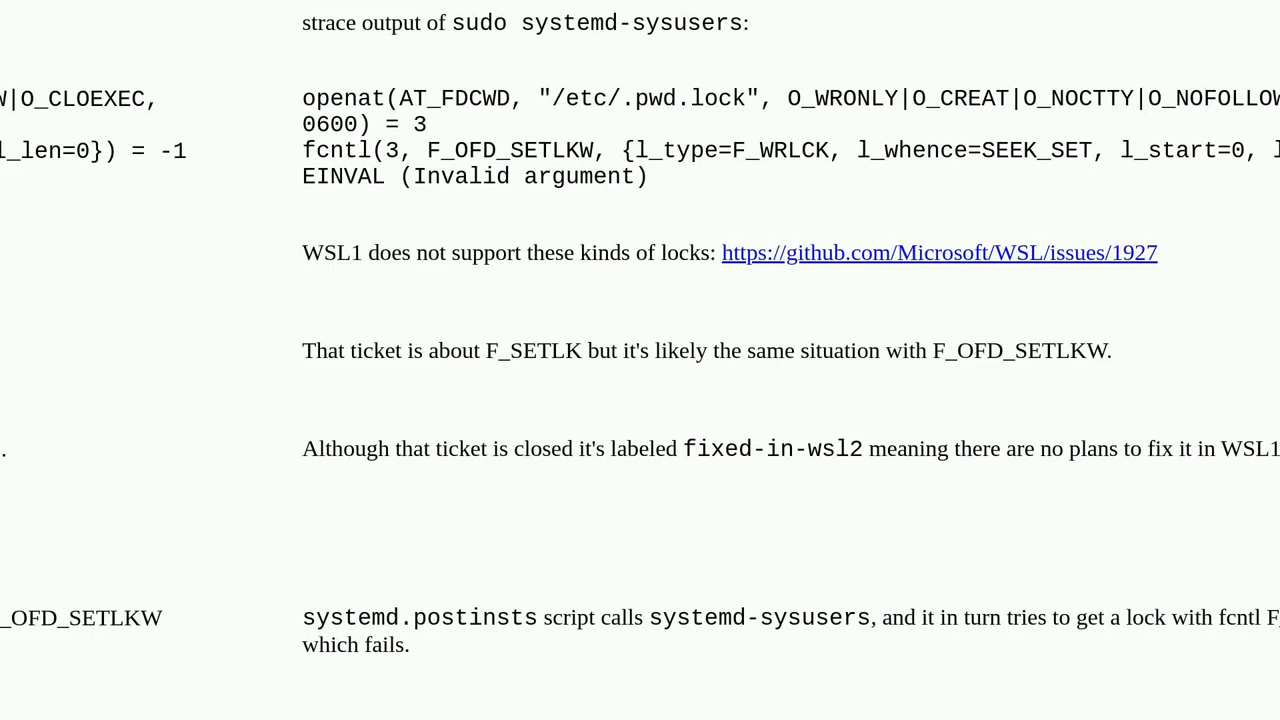 strace output of sudo systemd-sysusers:
openat(AT_FDCWD, "/etc/.pwd.lock", O_WRONLY|O_CREAT|O_NOCTTY|O_NOFOLLOW|O_CLOEXEC,
0600) = 3
fcntl(3, F_OFD_SETLKW, {l_type=F_WRLCK, l_whence=SEEK_SET, l_start=0, l_len=0}) = -1
EINVAL (Invalid argument)
WSL1 does not support these kinds of locks: https://github.com/Microsoft/WSL/issues/1927
That ticket is about F_SETLK but it's likely the same situation with F_OFD_SETLKW.
Although that ticket is closed it's labeled fixed-in-wsl2 meaning there are no plans to fix it in WSL1.
systemd.postinsts script calls systemd-sysusers, and it in turn tries to get a lock with fcntl F_OFD_SETLKW
which fails.